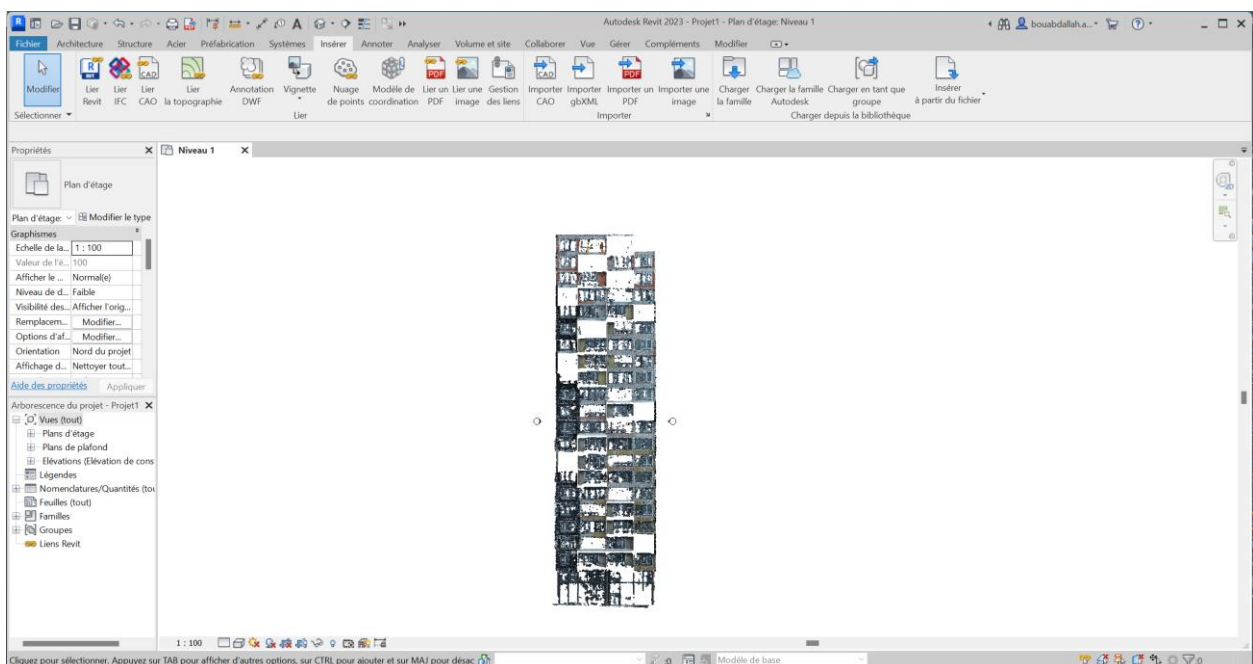 Autodesk Revit 2023 - Projet1 - Plan d'étage: Niveau 1
bouabdallah.a...
Fichier Architecture Structure Acier Préfabrication Systèmes Insérer Annoter Analyser Volume et site Collaborer Vue Gérer Compléments Modifier
Modifier
Lier Revit
Lier IFC
Lier CAO
Lier la topographie
Annotation DWF
Vignette
Nuage de points
Modèle de coordination
Lier un PDF
Lier une image
Gestion des liens
Importer CAO
Importer gbXML
Importer un PDF
Importer une image
Charger la famille
Charger la famille Autodesk
Charger en tant que groupe
Insérer à partir du fichier
Sélectionner
Lier
Importer
Charger depuis la bibliothèque
Propriétés
Niveau 1
Plan d'étage
Plan d'étage: Modifier le type
Graphismes
Echelle de la... 1 : 100
Valeur de l'é... 100
Afficher le ... Normal(e)
Niveau de d... Faible
Visibilité des... Afficher l'orig...
Remplacem... Modifier...
Options d'af... Modifier...
Orientation Nord du projet
Affichage d... Nettoyer tout...
Aide des propriétés Appliquer
Arborescence du projet - Projet1
Vues (tout)
Plans d'étage
Plans de plafond
Elévations (Elévation de cons
Légendes
Nomenclatures/Quantités (tou
Feuilles (tout)
Familles
Groupes
Liens Revit
1 : 100
Cliquez pour sélectionner. Appuyez sur TAB pour afficher d'autres options, sur CTRL pour ajouter et sur MAJ pour désac
:0
Modèle de base
:0